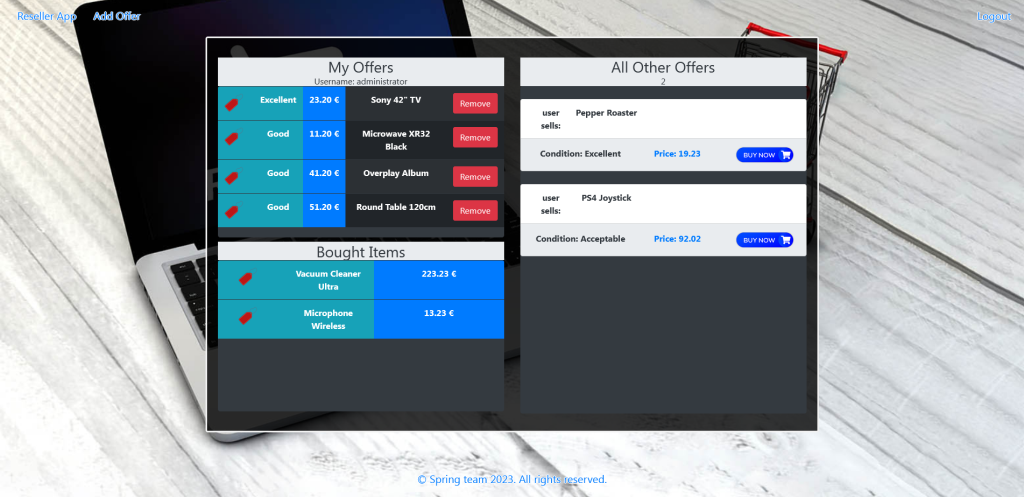 Reseller App Add Offer Logout
My Offers
Username: administrator
Excellent 23.20 € Sony 42" TV Remove
Good 11.20 € Microwave XR32
Black Remove
Good 41.20 € Overplay Album Remove
Good 51.20 € Round Table 120cm Remove
Bought Items
Vacuum Cleaner
Ultra 223.23 €
Microphone
Wireless 13.23 €
All Other Offers
2
user
sells: Pepper Roaster
Condition: Excellent Price: 19.23 BUY NOW
user
sells: PS4 Joystick
Condition: Acceptable Price: 92.02 BUY NOW
© Spring team 2023. All rights reserved.